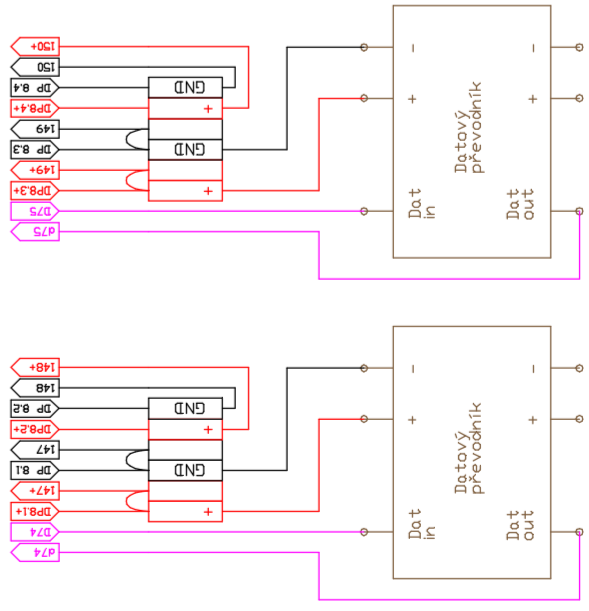 150+
150
DP 8.4
DP8.4+
149
DP 8.3
149+
DP8.3+
D75
d75
GND
+
GND
+
−
+
Datový
převodník
Dat
in
−
+
Dat
out
148+
148
DP 8.2
DP8.2+
147
DP 8.1
147+
DP8.1+
D74
d74
GND
+
GND
+
−
+
Datový
převodník
Dat
in
−
+
Dat
out